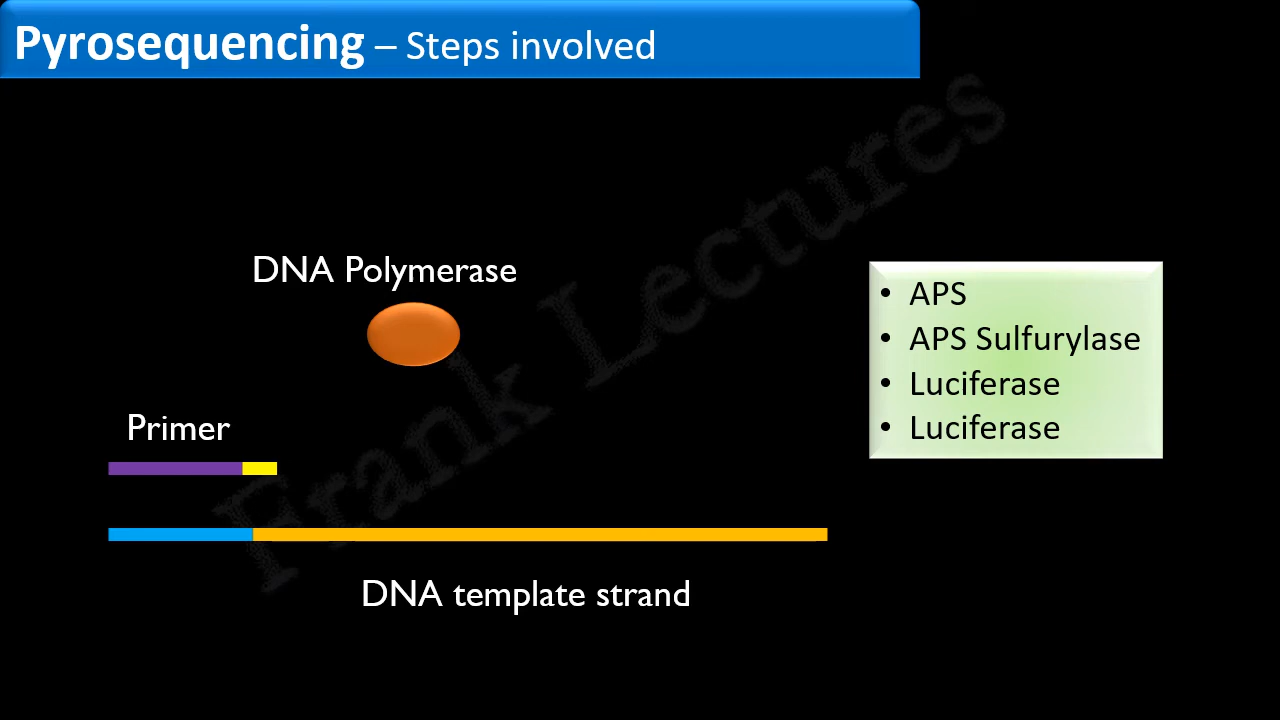 Pyrosequencing – Steps involved
DNA Polymerase
• APS
• APS Sulfurylase
• Luciferase
• Luciferase
Primer
DNA template strand
Frank Lectures